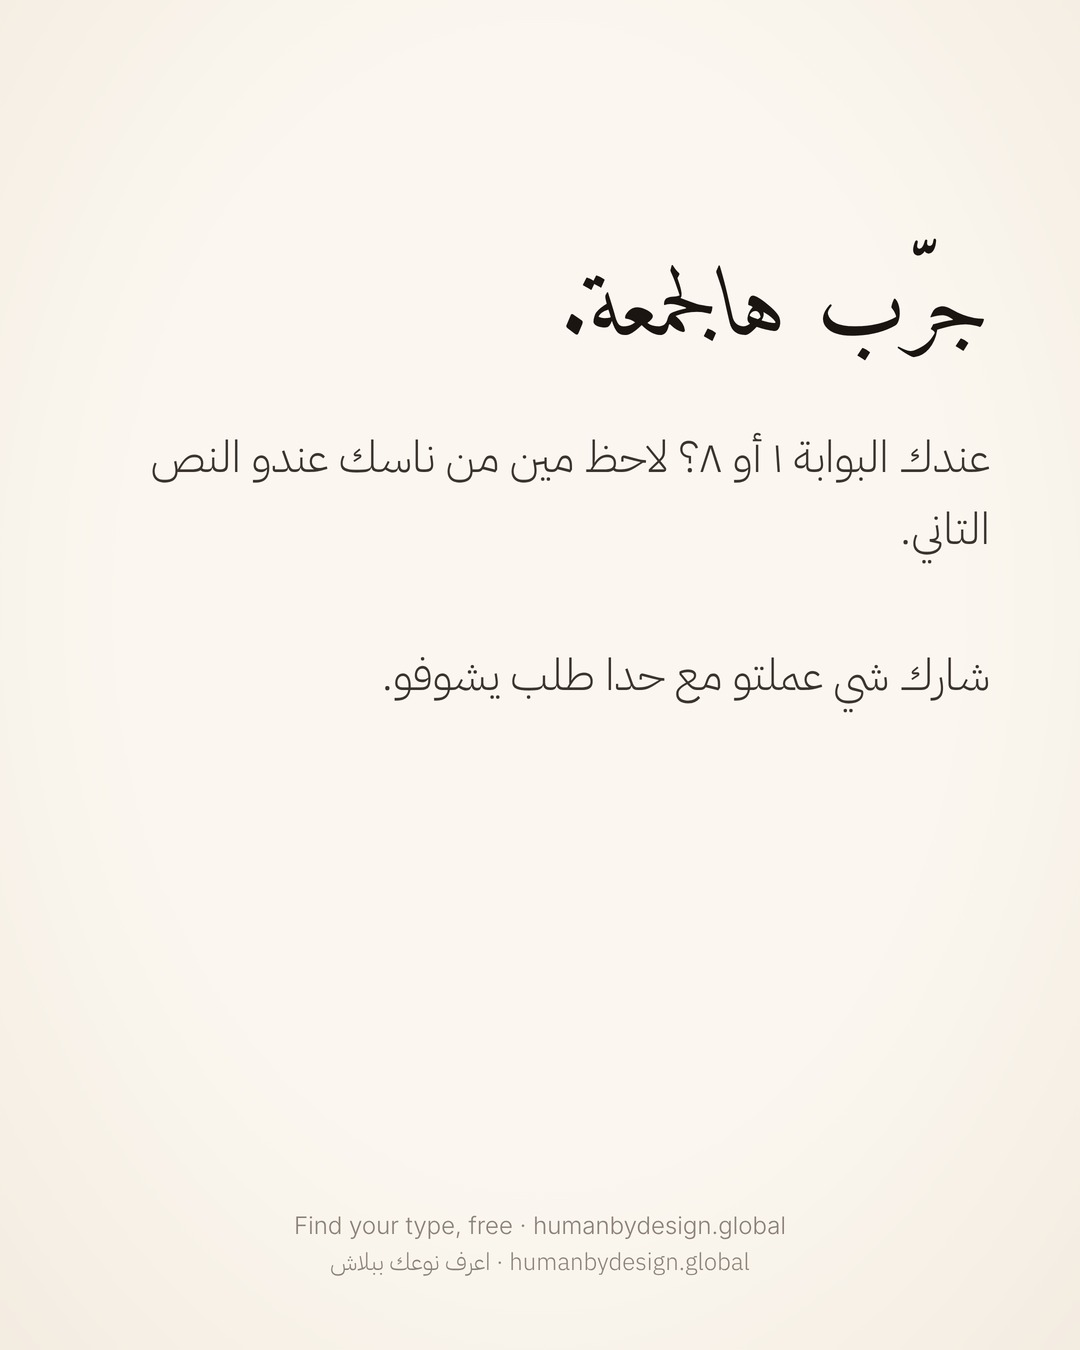 جرّب هالجمعة.
عندك البوابة ١ أو ٨؟ لاحظ مين من ناسك عندو النص
التاني.
شارك شي عملتو مع حدا طلب يشوفو.
Find your type, free · humanbydesign.global
اعرف نوعك ببلاش · humanbydesign.global